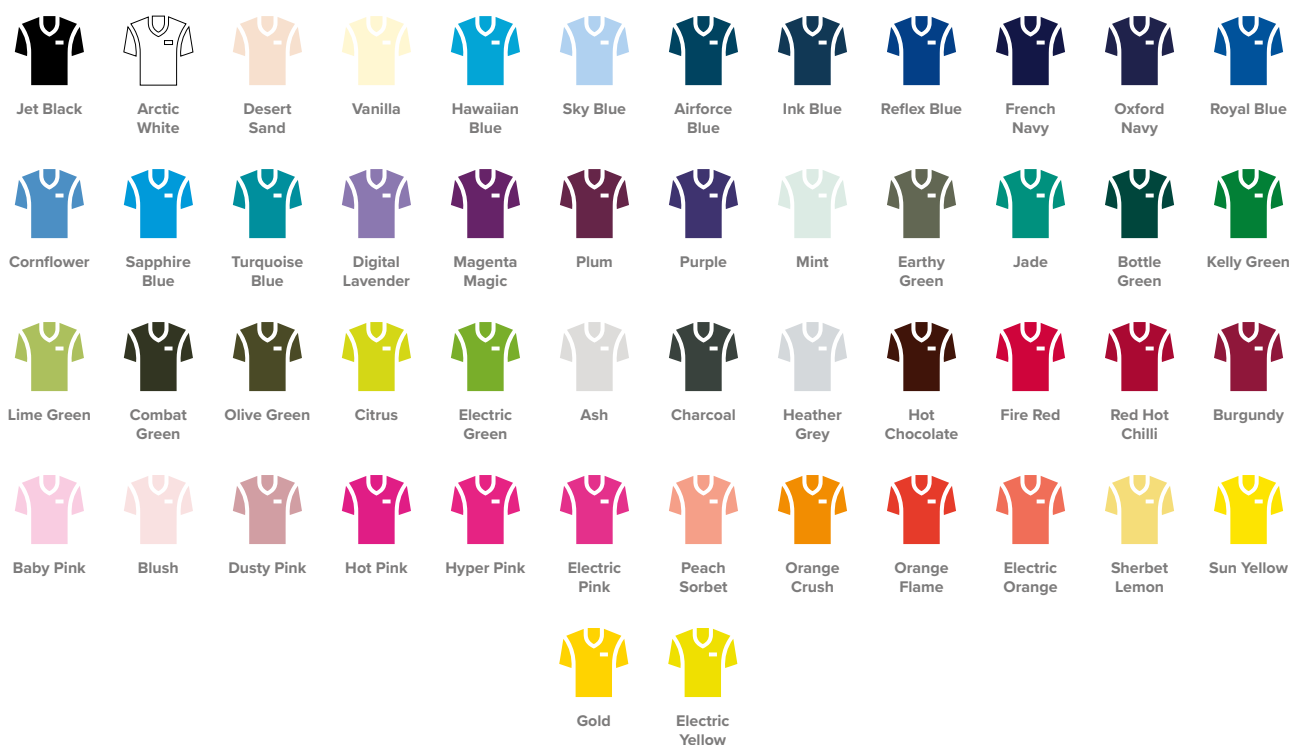 Jet Black
Arctic
White
Desert
Sand
Vanilla
Hawaiian
Blue
Sky Blue
Airforce
Blue
Ink Blue
Reflex Blue
French
Navy
Oxford
Navy
Royal Blue
Cornflower
Sapphire
Blue
Turquoise
Blue
Digital
Lavender
Magenta
Magic
Plum
Purple
Mint
Earthy
Green
Jade
Bottle
Green
Kelly Green
Lime Green
Combat
Green
Olive Green
Citrus
Electric
Green
Ash
Charcoal
Heather
Grey
Hot
Chocolate
Fire Red
Red Hot
Chilli
Burgundy
Baby Pink
Blush
Dusty Pink
Hot Pink
Hyper Pink
Electric
Pink
Peach
Sorbet
Orange
Crush
Orange
Flame
Electric
Orange
Sherbet
Lemon
Sun Yellow
Gold
Electric
Yellow